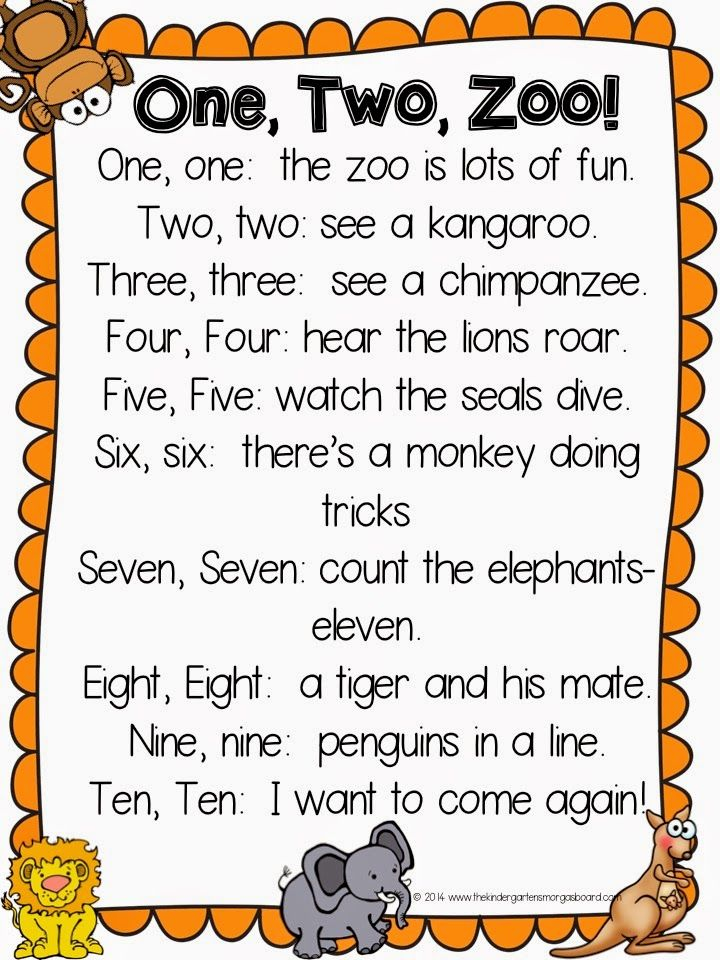 One, Two, Zoo!
One, one: the zoo is lots of fun.
Two, two: see a kangaroo.
Three, three: see a chimpanzee.
Four, Four: hear the lions roar.
Five, Five: watch the seals dive.
Six, six: there's a monkey doing
tricks
Seven, Seven: count the elephants-
eleven.
Eight, Eight: a tiger and his mate.
Nine, nine: penguins in a line.
Ten, Ten: I want to come again!
© 2014 www.thekindergartensmorgasboard.com